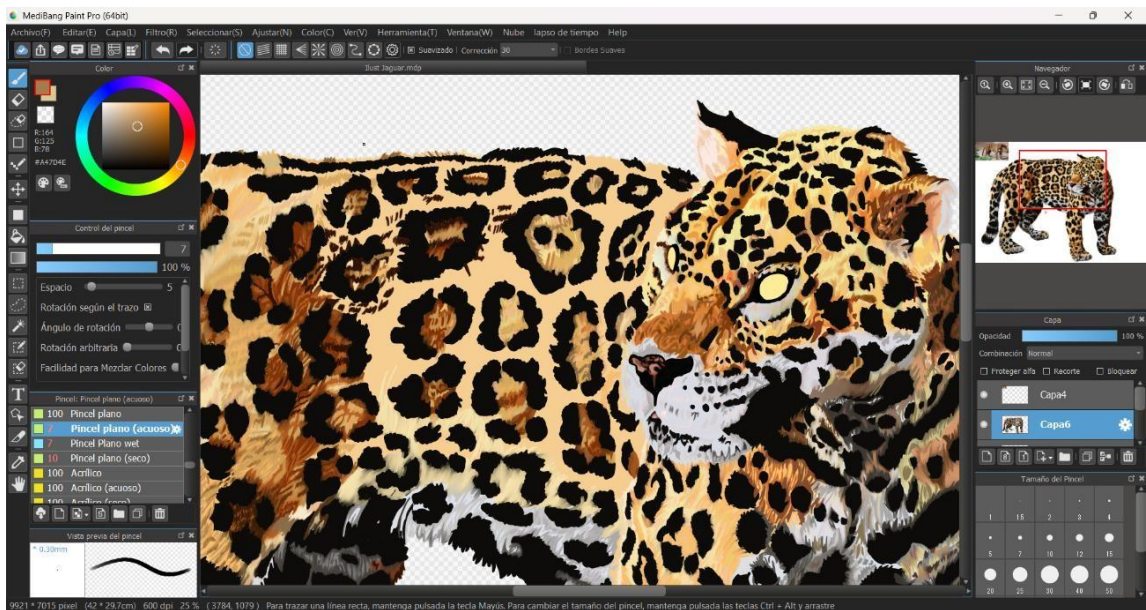 MediBang Paint Pro (64bit)
Archivo(F) Editar(E) Capa(L) Filtro(R) Seleccionar(S) Ajustar(N) Color(C) Ver(V) Herramienta(T) Ventana(W) Nube lapso de tiempo Help
Suavizado Corrección 30 Bordes Suaves
Color
Ilust Jaguar.mdp
Navegador
R:164
G:125
B:78
#A47D4E
Control del pincel
7
100 %
Espacio 5
Rotación según el trazo
Ángulo de rotación 0
Rotación arbitraria 0
Facilidad para Mezclar Colores
Capa
Opacidad 100 %
Combinación Normal
Proteger alfa Recorte Bloquear
Capa4
Capa6
Pincel: Pincel plano (acuoso)
100 Pincel plano
7 Pincel plano (acuoso)
7 Pincel Plano wet
10 Pincel plano (seco)
100 Acrílico
100 Acrílico (acuoso)
100 Acrílico (seco)
Tamaño del Pincel
1 1.5 2 3 4
5 7 10 12 15
20 25 30 40 50
Vista previa del pincel
* 0.30mm
9921 * 7015 pixel (42 * 29.7cm) 600 dpi 25 % ( 3784, 1079 ) Para trazar una línea recta, mantenga pulsada la tecla Mayús. Para cambiar el tamaño del pincel, mantenga pulsada las teclas Ctrl + Alt y arrastre